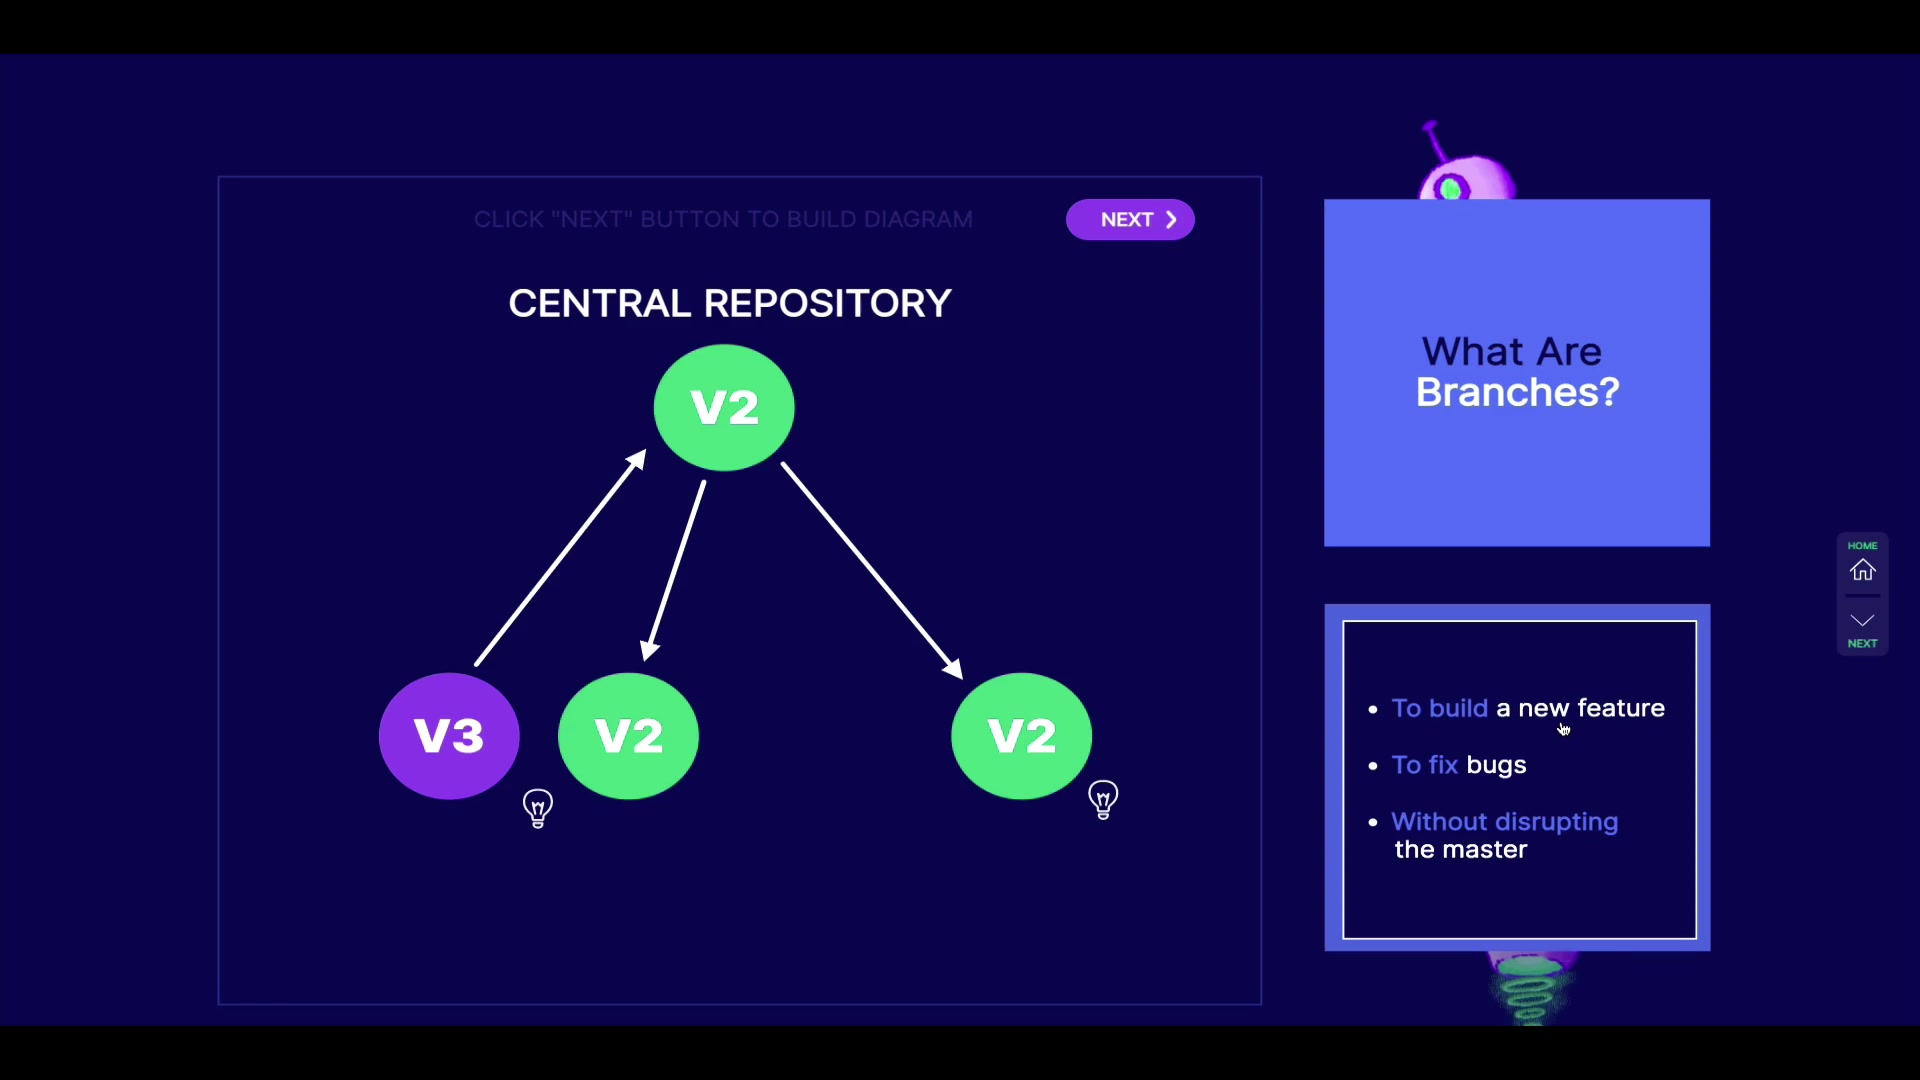 CLICK "NEXT" BUTTON TO BUILD DIAGRAM
NEXT
CENTRAL REPOSITORY
V2
V3
V2
V2
What Are
Branches?
• To build a new feature
• To fix bugs
• Without disrupting
the master
HOME
NEXT